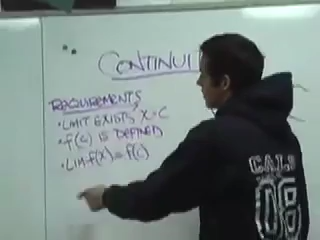 CONTINUI
REQUIREMENTS
• LIMIT EXISTS X=C
• F(C) IS DEFINED
• LIM F(X) = F(C)
CAL
08